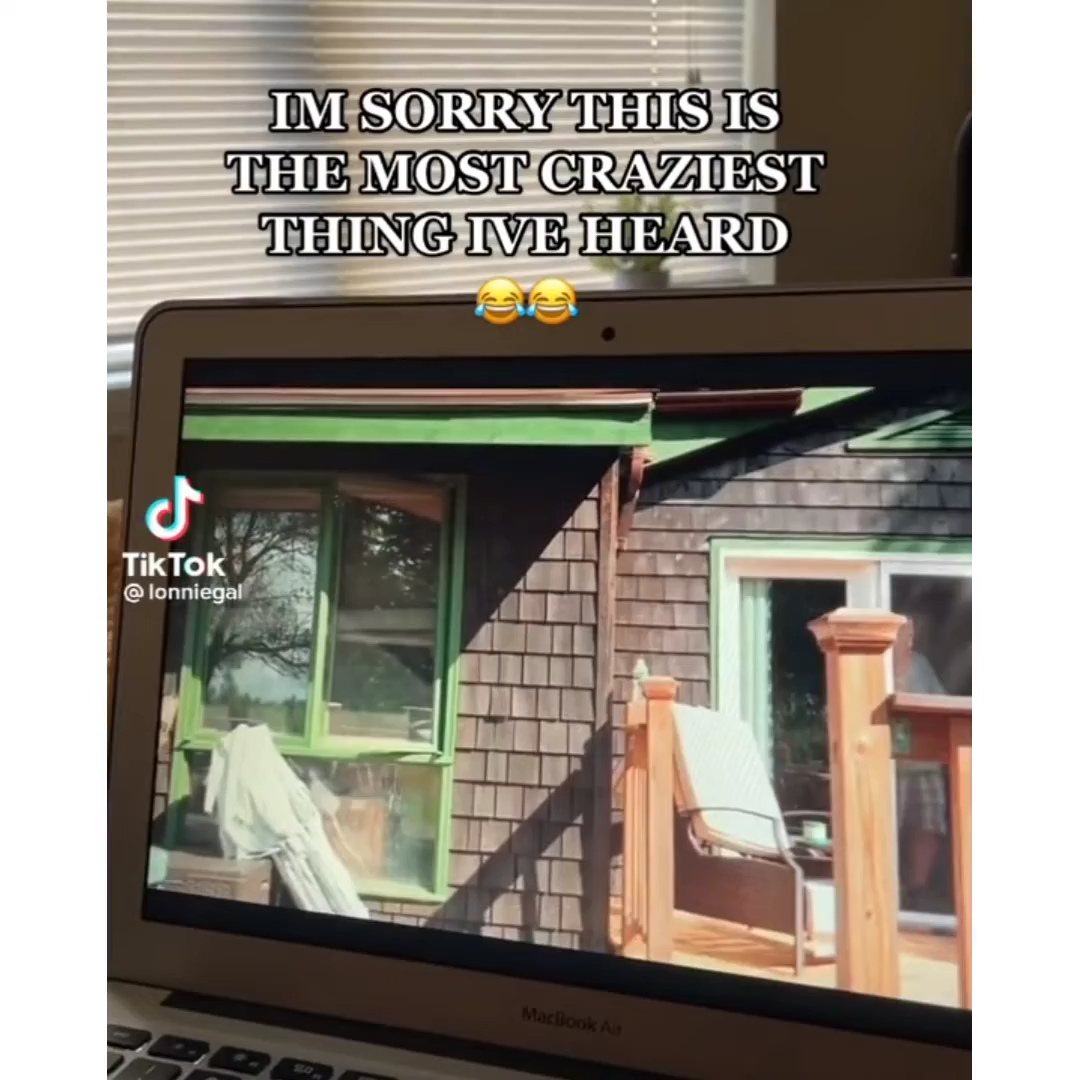 IM SORRY THIS IS
THE MOST CRAZIEST
THING IVE HEARD
😂😂
TikTok
@lonniegal
MacBook Air